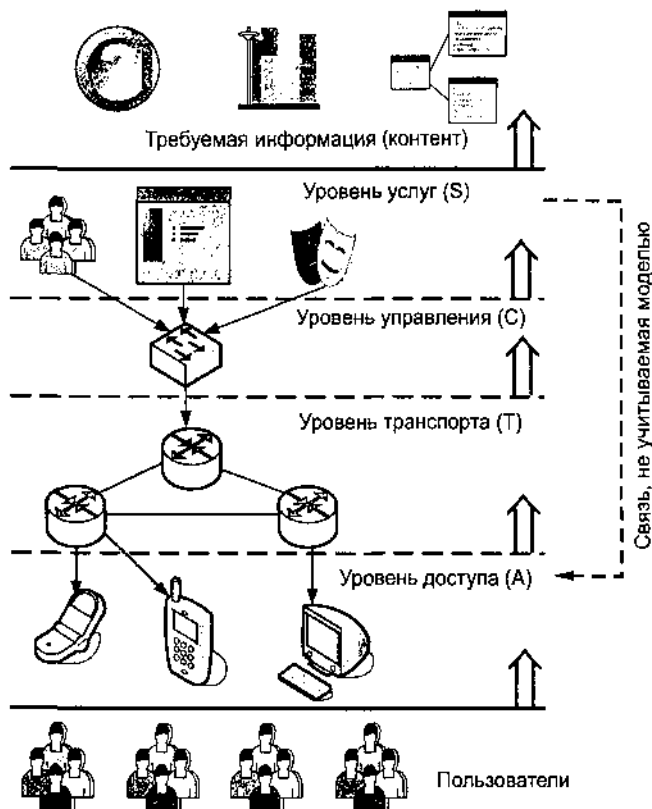 Требуемая информация (контент)
Уровень услуг (S)
Уровень управления (C)
Уровень транспорта (T)
Уровень доступа (A)
Связь, не учитываемая моделью
Пользователи